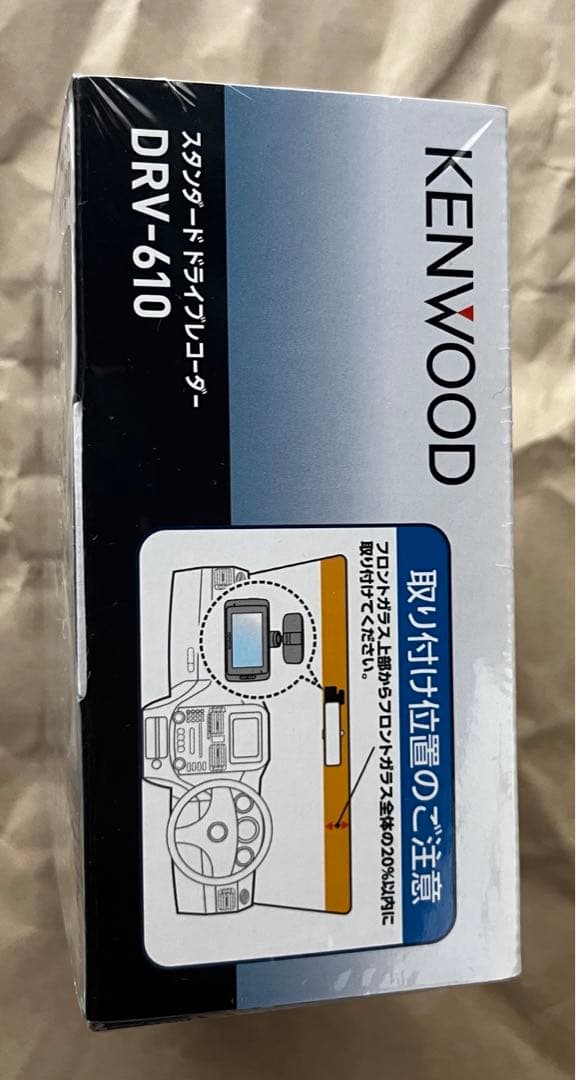 KENWOOD
スタンダード ドライブレコーダー
DRV-610
取り付け位置のご注意
フロントガラス上部からフロントガラス全体の20%以内に
取り付けてください。